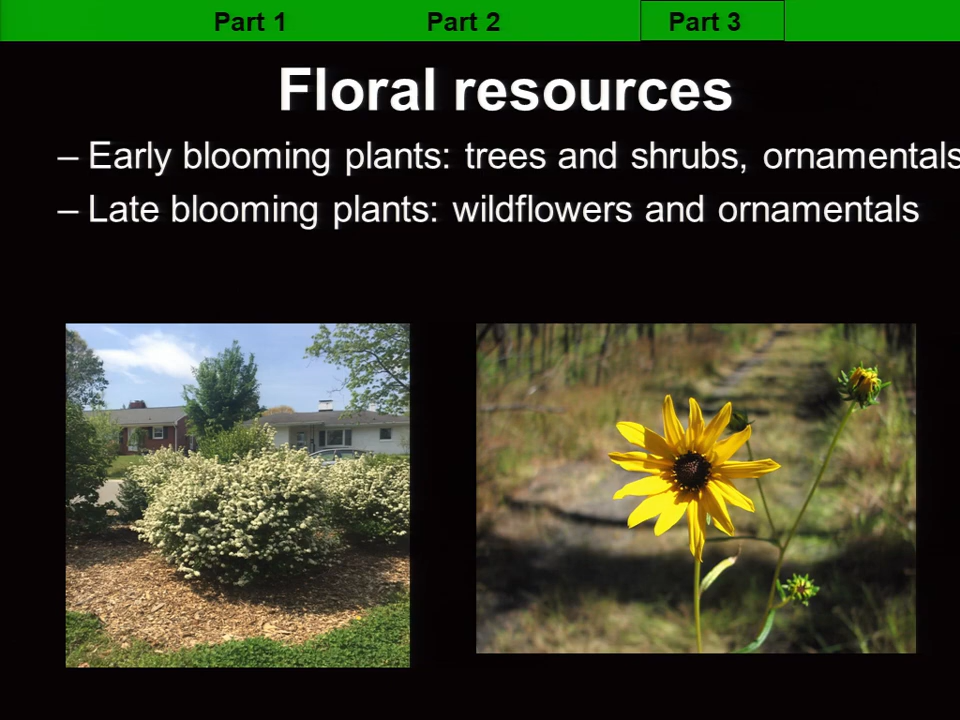 Part 1 Part 2 Part 3
Floral resources
– Early blooming plants: trees and shrubs, ornamentals
– Late blooming plants: wildflowers and ornamentals